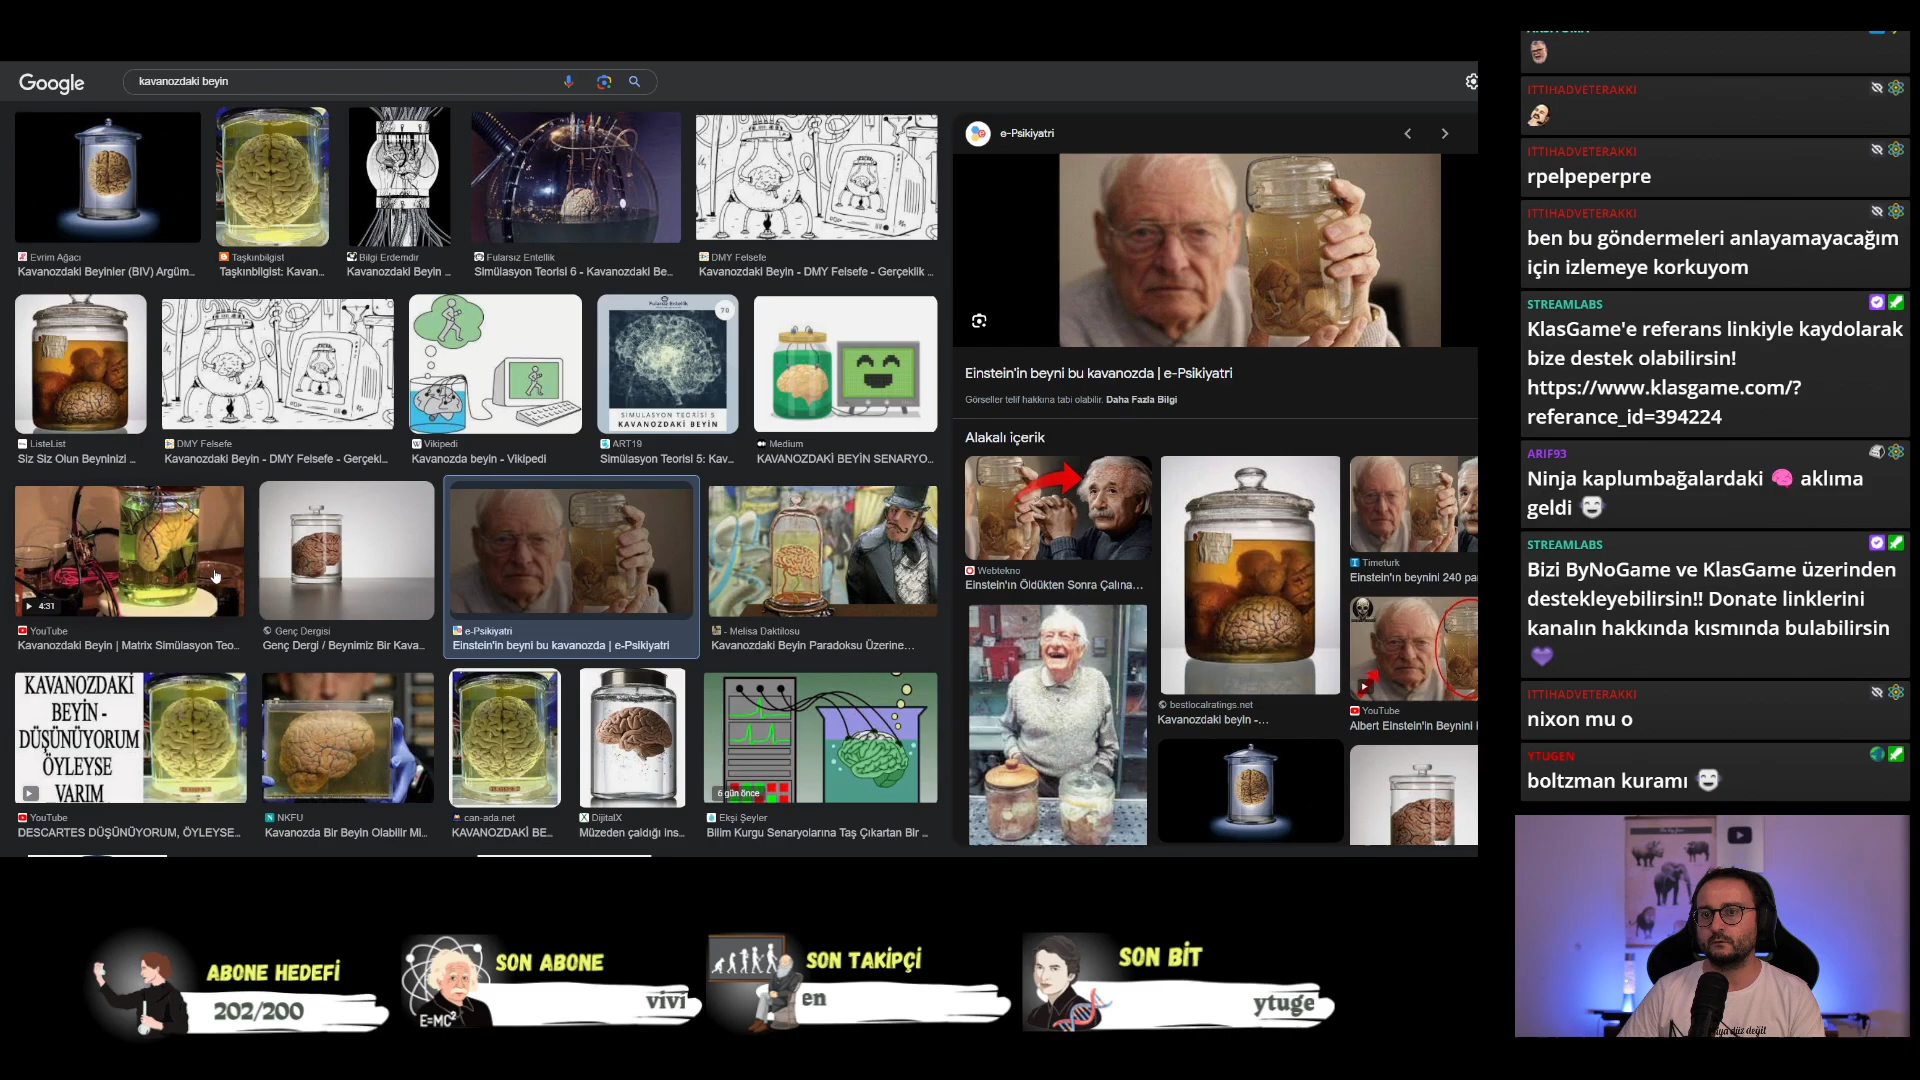 Google
kavanozdaki beyin
Evrim Ağacı
Kavanozdaki Beyinler (BIV) Argüm...
Taşkınbilgist
Taşkınbilgist: Kavan...
Bilgi Erdemdir
Kavanozdaki Beyin ...
Fularsız Entellik
Simülasyon Teorisi 6 - Kavanozdaki Be...
DMY Felsefe
Kavanozdaki Beyin - DMY Felsefe - Gerçeklik ...
Fularsız Entellik
70
SIMULASYON TEORISI 5
KAVANOZDAKİ BEYİN
ListeList
Siz Siz Olun Beyninizi ...
DMY Felsefe
Kavanozdaki Beyin - DMY Felsefe - Gerçekl...
Vikipedi
Kavanozda beyin - Vikipedi
ART19
Simülasyon Teorisi 5: Kav...
Medium
KAVANOZDAKİ BEYİN SENARYO...
4:31
YouTube
Kavanozdaki Beyin | Matrix Simülasyon Teo...
Genç Dergisi
Genç Dergi / Beynimiz Bir Kava...
e-Psikiyatri
Einstein'in beyni bu kavanozda | e-Psikiyatri
- Melisa Daktilosu
Kavanozdaki Beyin Paradoksu Üzerine...
KAVANOZDAKİ
BEYİN -
DÜŞÜNÜYORUM
ÖYLEYSE
VARIM
6 gün önce
YouTube
DESCARTES DÜŞÜNÜYORUM, ÖYLEYSE...
NKFU
Kavanozda Bir Beyin Olabilir Mi...
can-ada.net
KAVANOZDAKİ BE...
DijitalX
Müzeden çaldığı ins...
Ekşi Şeyler
Bilim Kurgu Senaryolarına Taş Çıkartan Bir ...
e-Psikiyatri
Einstein'in beyni bu kavanozda | e-Psikiyatri
Görseller telif hakkına tabi olabilir. Daha Fazla Bilgi
Alakalı içerik
Webtekno
Einstein'ın Öldükten Sonra Çalına...
bestlocalratings.net
Kavanozdaki beyin -...
Timeturk
Einstein'ın beynini 240 pa
YouTube
Albert Einstein'in Beynini
ITTIHADVETERAKKI
ITTIHADVETERAKKI
rpelpeperpre
ITTIHADVETERAKKI
ben bu göndermeleri anlayamayacağım
için izlemeye korkuyom
STREAMLABS
KlasGame'e referans linkiyle kaydolarak
bize destek olabilirsin!
https://www.klasgame.com/?
referance_id=394224
ARIF93
Ninja kaplumbağalardaki 🧠 aklıma
geldi
STREAMLABS
Bizi ByNoGame ve KlasGame üzerinden
destekleyebilirsin!! Donate linklerini
kanalın hakkında kısmında bulabilirsin
💜
ITTIHADVETERAKKI
nixon mu o
YTUGEN
boltzman kuramı
ABONE HEDEFİ
202/200
E=MC²
SON ABONE
vivi
SON TAKİPÇİ
en
SON BİT
ytuge
düz değil